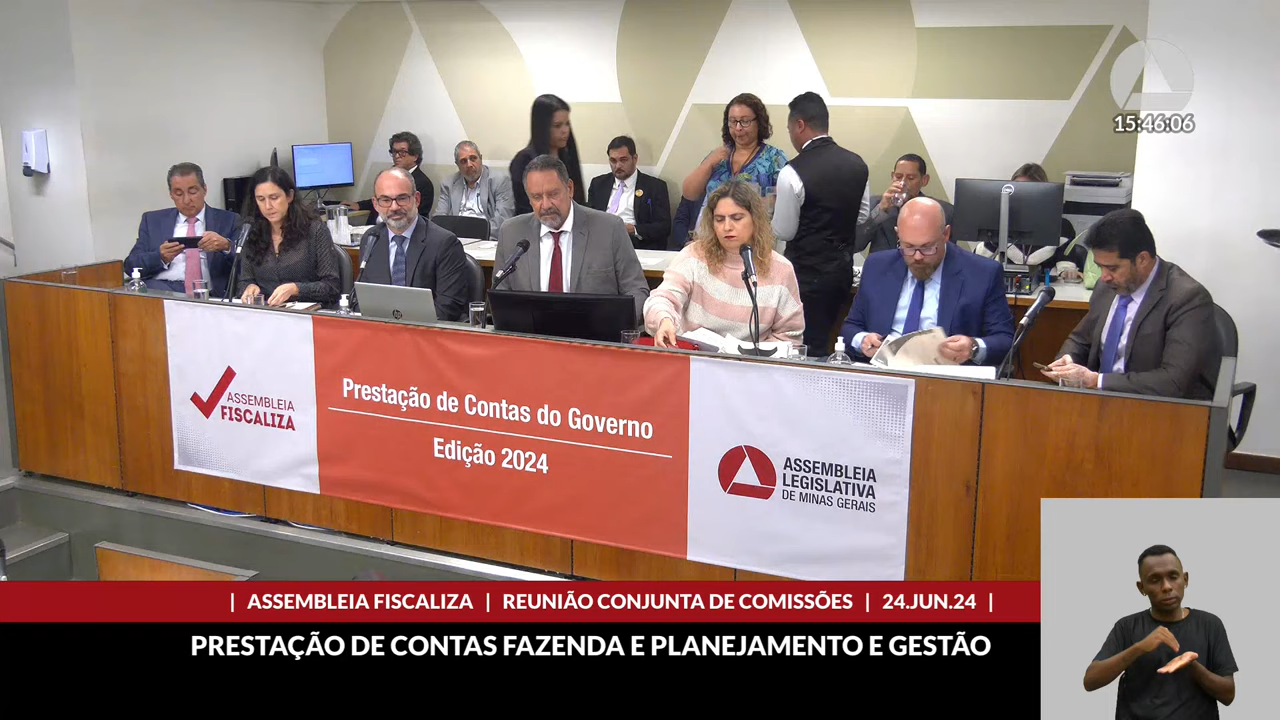 15:46:06
ASSEMBLEIA
FISCALIZA
Prestação de Contas do Governo
Edição 2024
ASSEMBLEIA
LEGISLATIVA
DE MINAS GERAIS
| ASSEMBLEIA FISCALIZA | REUNIÃO CONJUNTA DE COMISSÕES | 24.JUN.24 |
PRESTAÇÃO DE CONTAS FAZENDA E PLANEJAMENTO E GESTÃO